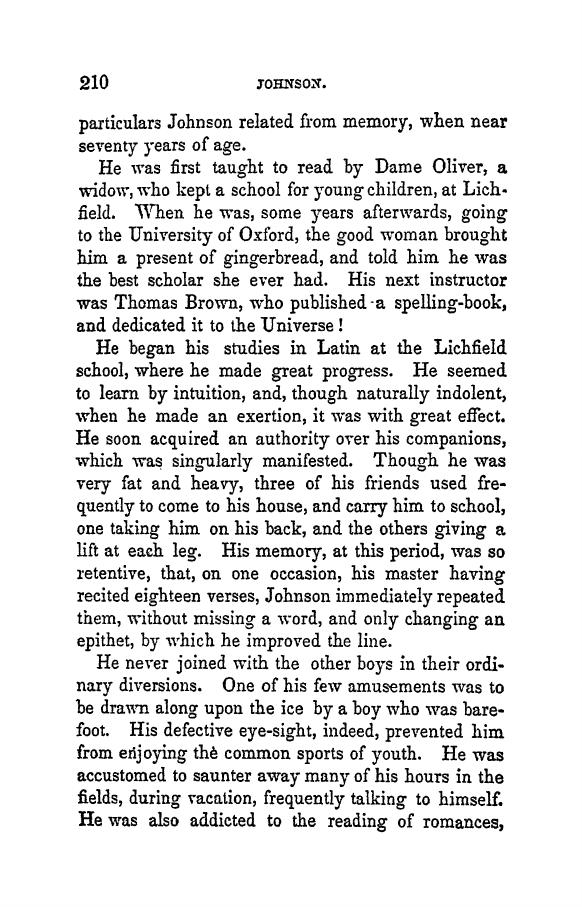 210 JOHNSON.
particulars Johnson related from memory, when near
seventy years of age.
He was first taught to read by Dame Oliver, a
widow, who kept a school for young children, at Lich-
field. When he was, some years afterwards, going
to the University of Oxford, the good woman brought
him a present of gingerbread, and told him he was
the best scholar she ever had. His next instructor
was Thomas Brown, who published a spelling-book,
and dedicated it to the Universe!
He began his studies in Latin at the Lichfield
school, where he made great progress. He seemed
to learn by intuition, and, though naturally indolent,
when he made an exertion, it was with great effect.
He soon acquired an authority over his companions,
which was singularly manifested. Though he was
very fat and heavy, three of his friends used fre-
quently to come to his house, and carry him to school,
one taking him on his back, and the others giving a
lift at each leg. His memory, at this period, was so
retentive, that, on one occasion, his master having
recited eighteen verses, Johnson immediately repeated
them, without missing a word, and only changing an
epithet, by which he improved the line.
He never joined with the other boys in their ordi-
nary diversions. One of his few amusements was to
be drawn along upon the ice by a boy who was bare-
foot. His defective eye-sight, indeed, prevented him
from enjoying the common sports of youth. He was
accustomed to saunter away many of his hours in the
fields, during vacation, frequently talking to himself.
He was also addicted to the reading of romances,